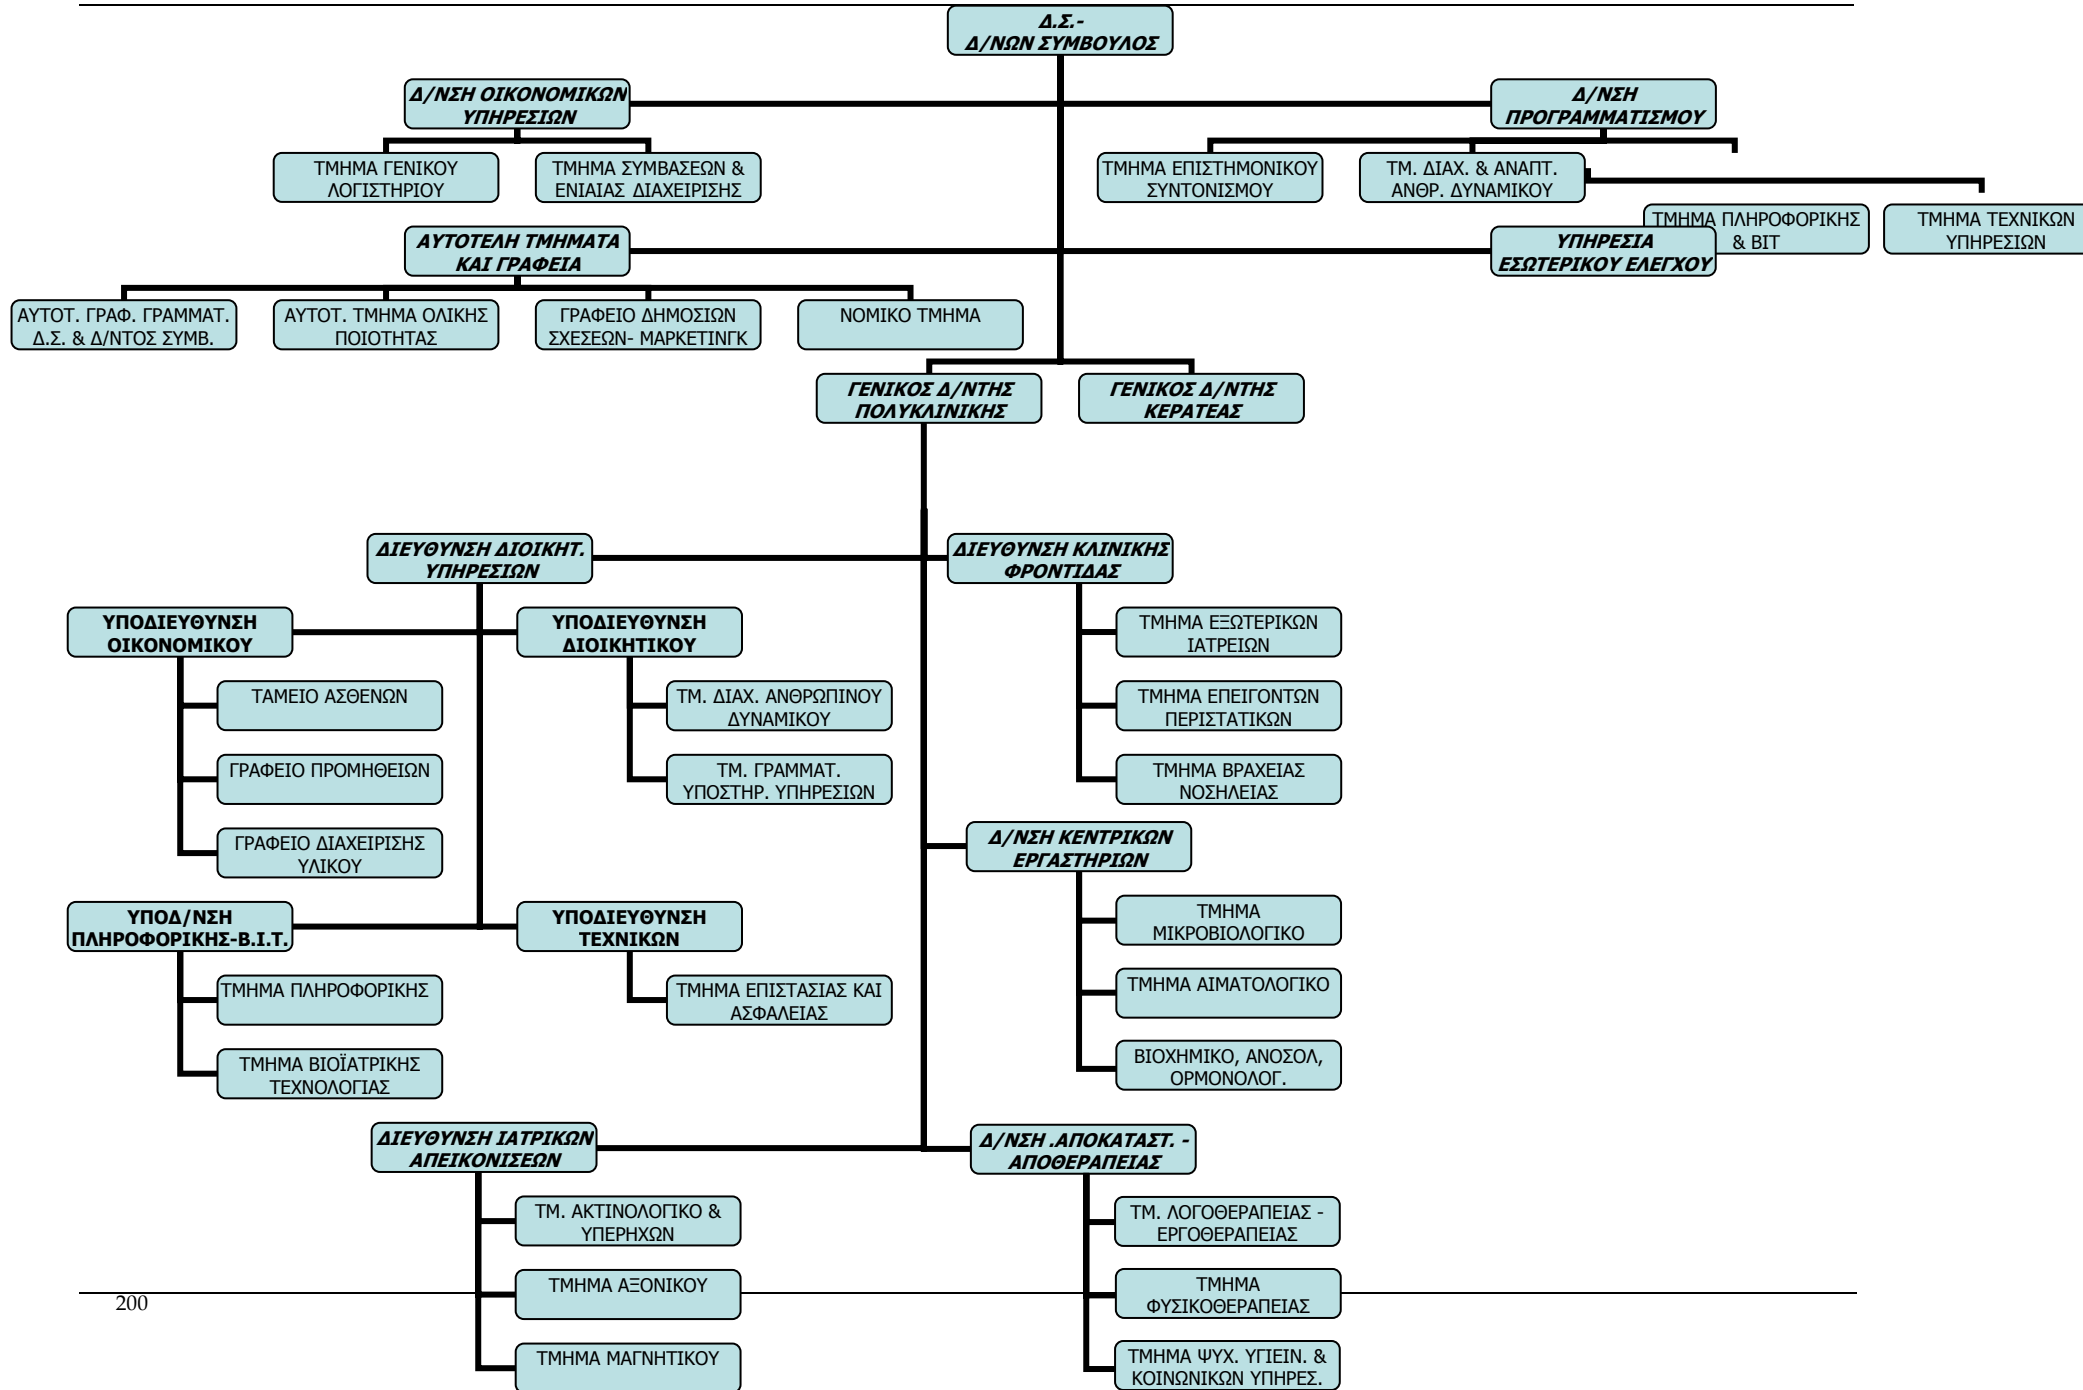 Δ.Σ.-
Δ/ΝΩΝ ΣΥΜΒΟΥΛΟΣ
Δ/ΝΣΗ ΟΙΚΟΝΟΜΙΚΩΝ
ΥΠΗΡΕΣΙΩΝ
Δ/ΝΣΗ
ΠΡΟΓΡΑΜΜΑΤΙΣΜΟΥ
ΤΜΗΜΑ ΓΕΝΙΚΟΥ
ΛΟΓΙΣΤΗΡΙΟΥ
ΤΜΗΜΑ ΣΥΜΒΑΣΕΩΝ &
ΕΝΙΑΙΑΣ ΔΙΑΧΕΙΡΙΣΗΣ
ΤΜΗΜΑ ΕΠΙΣΤΗΜΟΝΙΚΟΥ
ΣΥΝΤΟΝΙΣΜΟΥ
ΤΜ. ΔΙΑΧ. & ΑΝΑΠΤ.
ΑΝΘΡ. ΔΥΝΑΜΙΚΟΥ
ΤΜΗΜΑ ΠΛΗΡΟΦΟΡΙΚΗΣ
& ΒΙΤ
ΤΜΗΜΑ ΤΕΧΝΙΚΩΝ
ΥΠΗΡΕΣΙΩΝ
ΑΥΤΟΤΕΛΗ ΤΜΗΜΑΤΑ
ΚΑΙ ΓΡΑΦΕΙΑ
ΥΠΗΡΕΣΙΑ
ΕΣΩΤΕΡΙΚΟΥ ΕΛΕΓΧΟΥ
ΑΥΤΟΤ. ΓΡΑΦ. ΓΡΑΜΜΑΤ.
Δ.Σ. & Δ/ΝΤΟΣ ΣΥΜΒ.
ΑΥΤΟΤ. ΤΜΗΜΑ ΟΛΙΚΗΣ
ΠΟΙΟΤΗΤΑΣ
ΓΡΑΦΕΙΟ ΔΗΜΟΣΙΩΝ
ΣΧΕΣΕΩΝ- ΜΑΡΚΕΤΙΝΓΚ
ΝΟΜΙΚΟ ΤΜΗΜΑ
ΓΕΝΙΚΟΣ Δ/ΝΤΗΣ
ΠΟΛΥΚΛΙΝΙΚΗΣ
ΓΕΝΙΚΟΣ Δ/ΝΤΗΣ
ΚΕΡΑΤΕΑΣ
ΔΙΕΥΘΥΝΣΗ ΔΙΟΙΚΗΤ.
ΥΠΗΡΕΣΙΩΝ
ΔΙΕΥΘΥΝΣΗ ΚΛΙΝΙΚΗΣ
ΦΡΟΝΤΙΔΑΣ
ΥΠΟΔΙΕΥΘΥΝΣΗ
ΟΙΚΟΝΟΜΙΚΟΥ
ΥΠΟΔΙΕΥΘΥΝΣΗ
ΔΙΟΙΚΗΤΙΚΟΥ
ΤΜΗΜΑ ΕΞΩΤΕΡΙΚΩΝ
ΙΑΤΡΕΙΩΝ
ΤΑΜΕΙΟ ΑΣΘΕΝΩΝ
ΤΜ. ΔΙΑΧ. ΑΝΘΡΩΠΙΝΟΥ
ΔΥΝΑΜΙΚΟΥ
ΤΜΗΜΑ ΕΠΕΙΓΟΝΤΩΝ
ΠΕΡΙΣΤΑΤΙΚΩΝ
ΓΡΑΦΕΙΟ ΠΡΟΜΗΘΕΙΩΝ
ΤΜ. ΓΡΑΜΜΑΤ.
ΥΠΟΣΤΗΡ. ΥΠΗΡΕΣΙΩΝ
ΤΜΗΜΑ ΒΡΑΧΕΙΑΣ
ΝΟΣΗΛΕΙΑΣ
ΓΡΑΦΕΙΟ ΔΙΑΧΕΙΡΙΣΗΣ
ΥΛΙΚΟΥ
Δ/ΝΣΗ ΚΕΝΤΡΙΚΩΝ
ΕΡΓΑΣΤΗΡΙΩΝ
ΥΠΟΔ/ΝΣΗ
ΠΛΗΡΟΦΟΡΙΚΗΣ-Β.Ι.Τ.
ΥΠΟΔΙΕΥΘΥΝΣΗ
ΤΕΧΝΙΚΩΝ
ΤΜΗΜΑ
ΜΙΚΡΟΒΙΟΛΟΓΙΚΟ
ΤΜΗΜΑ ΠΛΗΡΟΦΟΡΙΚΗΣ
ΤΜΗΜΑ ΕΠΙΣΤΑΣΙΑΣ ΚΑΙ
ΑΣΦΑΛΕΙΑΣ
ΤΜΗΜΑ ΑΙΜΑΤΟΛΟΓΙΚΟ
ΤΜΗΜΑ ΒΙΟΪΑΤΡΙΚΗΣ
ΤΕΧΝΟΛΟΓΙΑΣ
ΒΙΟΧΗΜΙΚΟ, ΑΝΟΣΟΛ,
ΟΡΜΟΝΟΛΟΓ.
ΔΙΕΥΘΥΝΣΗ ΙΑΤΡΙΚΩΝ
ΑΠΕΙΚΟΝΙΣΕΩΝ
Δ/ΝΣΗ .ΑΠΟΚΑΤΑΣΤ. -
ΑΠΟΘΕΡΑΠΕΙΑΣ
ΤΜ. ΑΚΤΙΝΟΛΟΓΙΚΟ &
ΥΠΕΡΗΧΩΝ
ΤΜ. ΛΟΓΟΘΕΡΑΠΕΙΑΣ -
ΕΡΓΟΘΕΡΑΠΕΙΑΣ
ΤΜΗΜΑ ΑΞΟΝΙΚΟΥ
ΤΜΗΜΑ
ΦΥΣΙΚΟΘΕΡΑΠΕΙΑΣ
200
ΤΜΗΜΑ ΜΑΓΝΗΤΙΚΟΥ
ΤΜΗΜΑ ΨΥΧ. ΥΓΙΕΙΝ. &
ΚΟΙΝΩΝΙΚΩΝ ΥΠΗΡΕΣ.